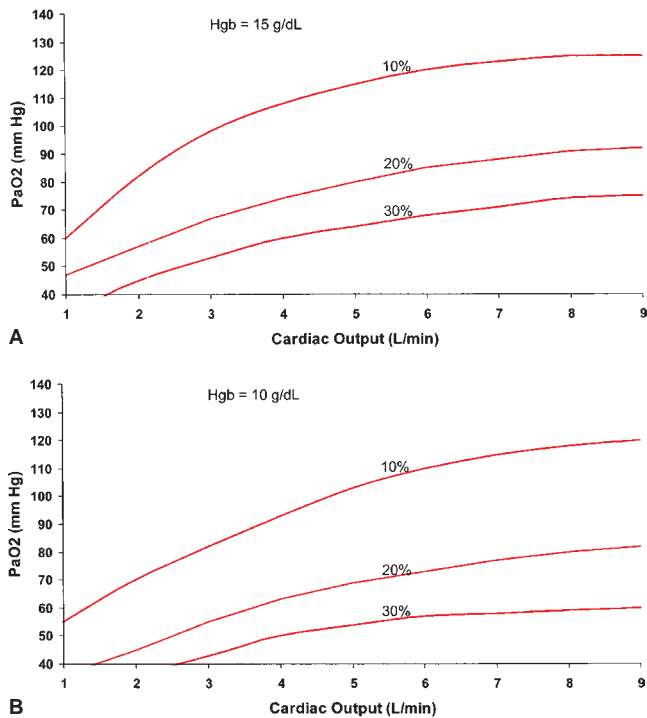 Hgb = 15 g/dL
PaO2 (mm Hg)
140
130
120
110
100
90
80
70
60
50
40
10%
20%
30%
1 2 3 4 5 6 7 8 9
Cardiac Output (L/min)
A
Hgb = 10 g/dL
PaO2 (mm Hg)
140
130
120
110
100
90
80
70
60
50
40
10%
20%
30%
1 2 3 4 5 6 7 8 9
Cardiac Output (L/min)
B